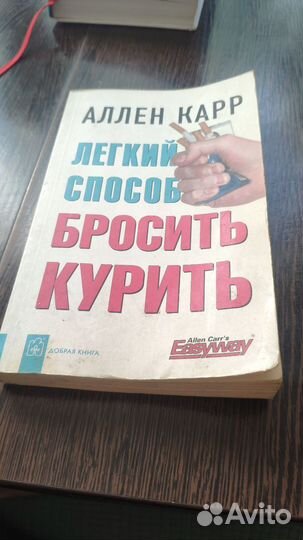 АЛЛЕН КАРР
ЛЕГКИЙ
СПОСОБ
БРОСИТЬ
КУРИТЬ
ДОБРАЯ КНИГА
Allen Carr's
Easyway®
Avito